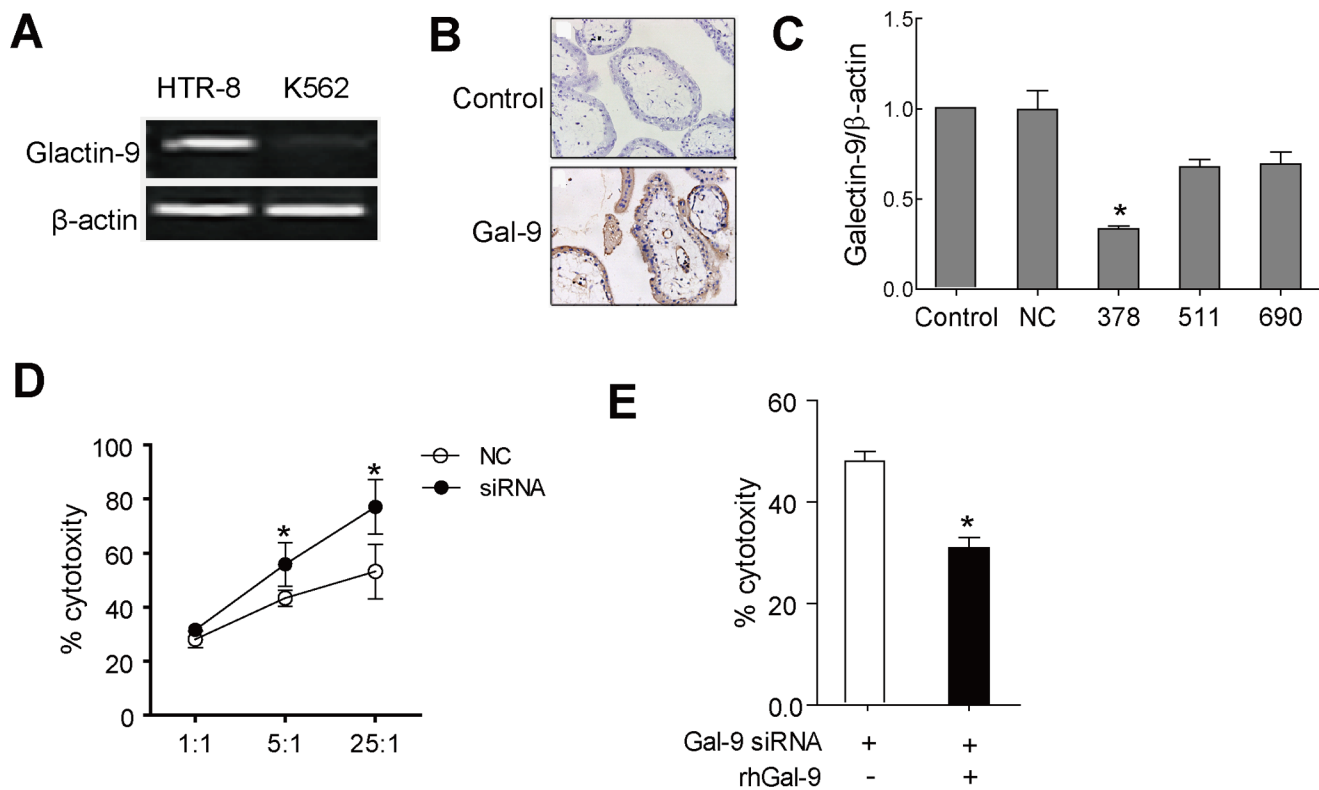 A
HTR-8 K562
Glactin-9
β-actin
B
Control
Gal-9
C
Galectin-9/β-actin
1.5
1.0
0.5
0.0
*
Control NC 378 511 690
D
% cytotoxity
100
80
60
40
20
0
* *
1:1 5:1 25:1
NC
siRNA
E
% cytotoxity
60
40
20
0.0
*
Gal-9 siRNA + +
rhGal-9 - +